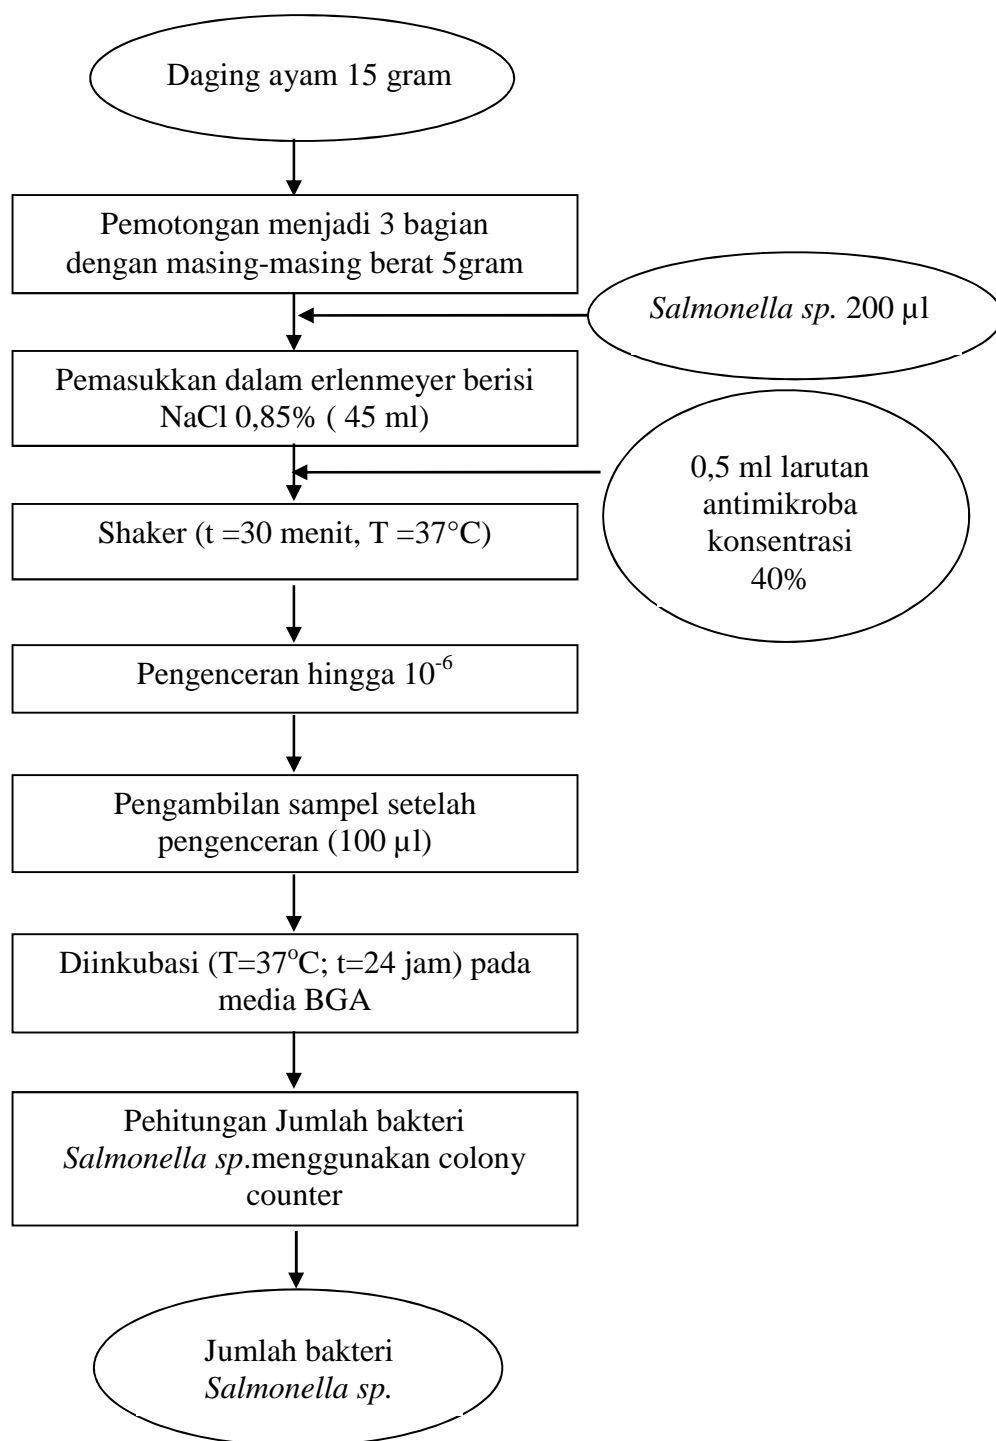 Daging ayam 15 gram
Pemotongan menjadi 3 bagian
dengan masing-masing berat 5gram
Salmonella sp. 200 µl
Pemasukkan dalam erlenmeyer berisi
NaCl 0,85% ( 45 ml)
0,5 ml larutan
antimikroba
konsentrasi
40%
Shaker (t =30 menit, T =37°C)
Pengenceran hingga 10⁻⁶
Pengambilan sampel setelah
pengenceran (100 µl)
Diinkubasi (T=37°C; t=24 jam) pada
media BGA
Pehitungan Jumlah bakteri
Salmonella sp.menggunakan colony
counter
Jumlah bakteri
Salmonella sp.